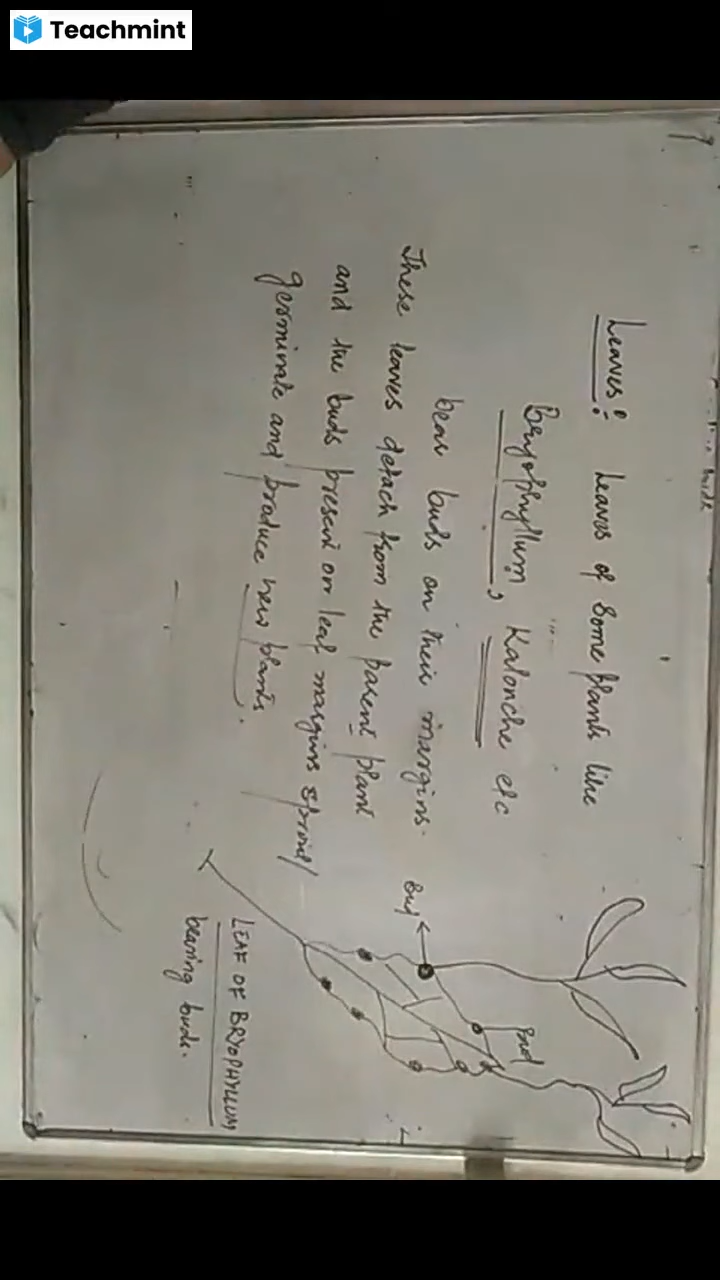 Teachmint
Leaves: Leaves of some plants like
Bryophyllum, Kalonche etc
bear buds on their margins.
These leaves detach from the parent plant
and the buds present on leaf margins sprout/
germinate and produce new plants.
Bud
Bud
LEAF OF BRYOPHYLLUM
bearing buds.